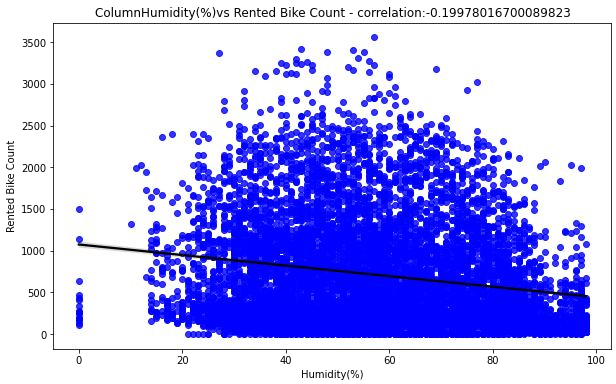 ColumnHumidity(%)vs Rented Bike Count - correlation:-0.19978016700089823
3500
3000
2500
2000
1500
1000
500
0
Rented Bike Count
0 20 40 60 80 100
Humidity(%)